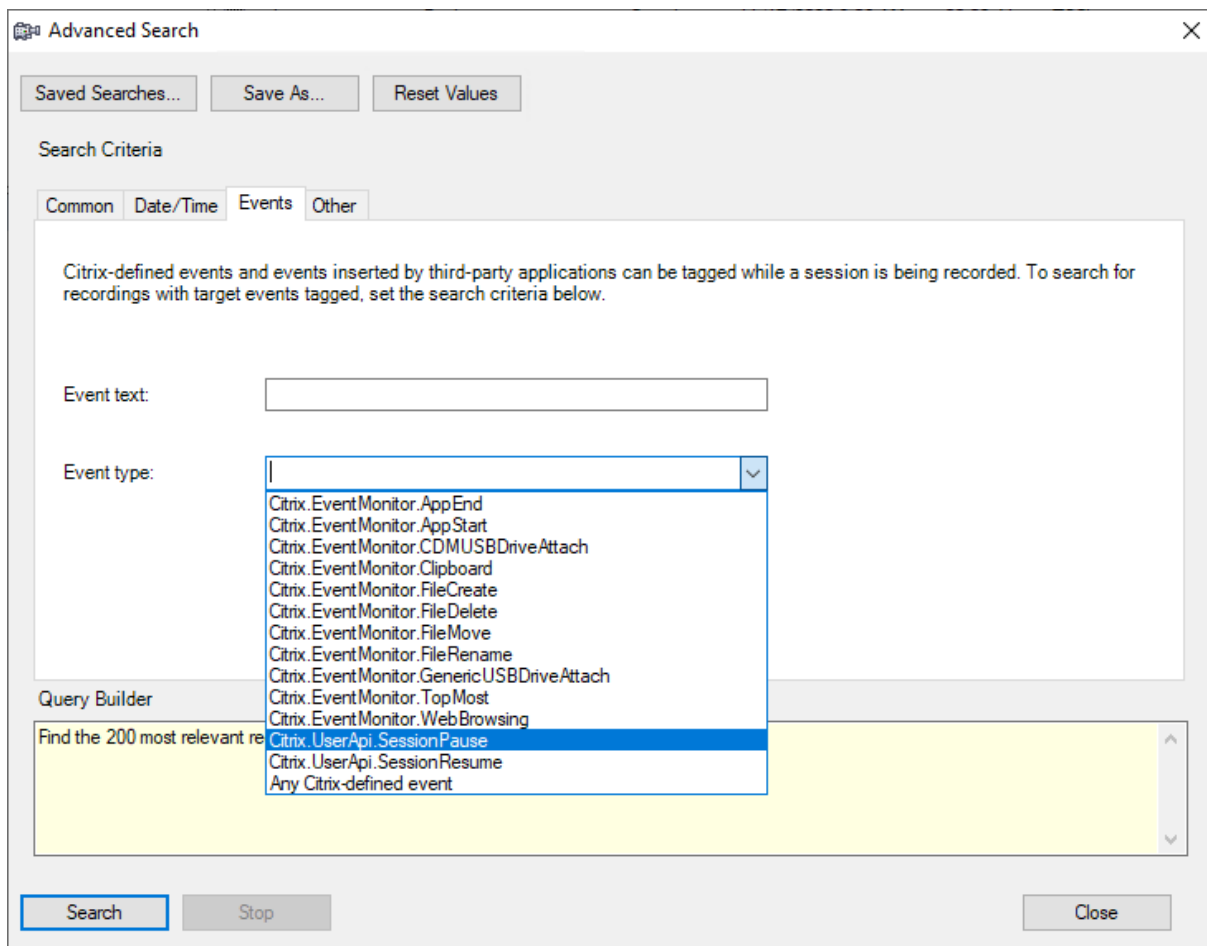 Advanced Search
Saved Searches...
Save As...
Reset Values
Search Criteria
Common
Date/Time
Events
Other
Citrix-defined events and events inserted by third-party applications can be tagged while a session is being recorded. To search for
recordings with target events tagged, set the search criteria below.
Event text:
Event type:
Citrix.EventMonitor.AppEnd
Citrix.EventMonitor.AppStart
Citrix.EventMonitor.CDMUSBDriveAttach
Citrix.EventMonitor.Clipboard
Citrix.EventMonitor.FileCreate
Citrix.EventMonitor.FileDelete
Citrix.EventMonitor.FileMove
Citrix.EventMonitor.FileRename
Citrix.EventMonitor.GenericUSBDriveAttach
Citrix.EventMonitor.TopMost
Citrix.EventMonitor.WebBrowsing
Citrix.UserApi.SessionPause
Citrix.UserApi.SessionResume
Any Citrix-defined event
Query Builder
Find the 200 most relevant
Search
Stop
Close